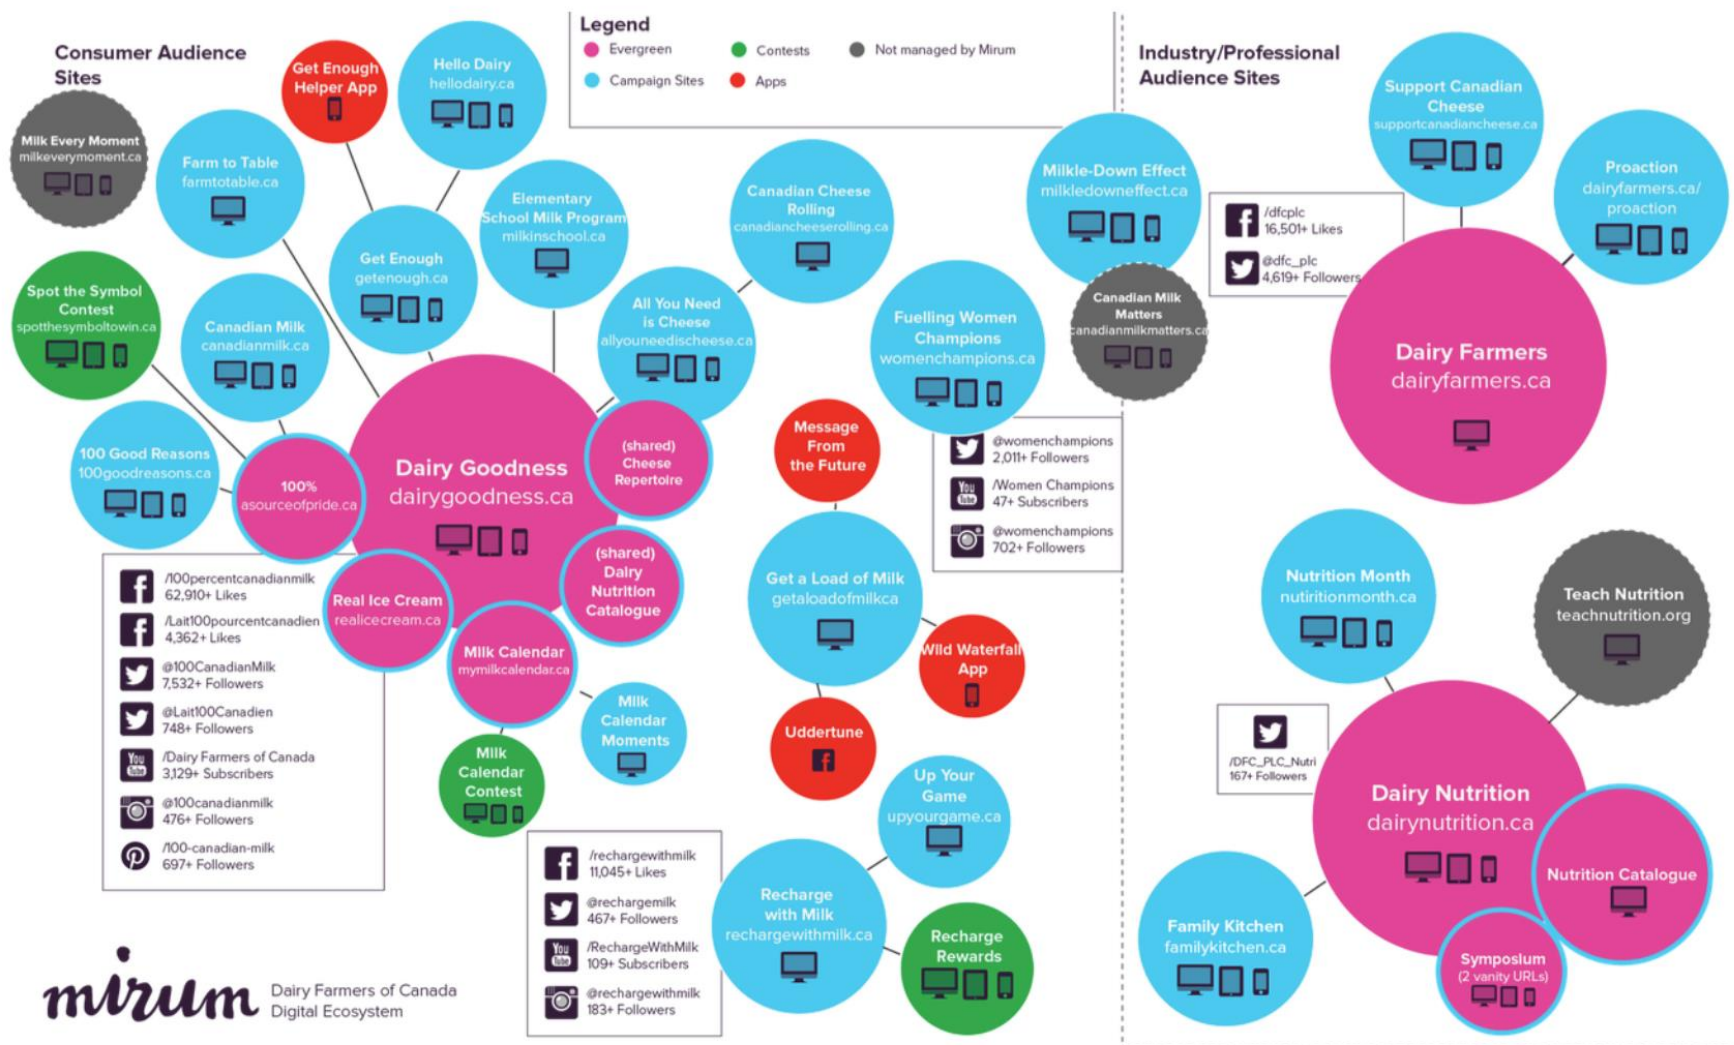 Legend
Evergreen
Contests
Not managed by Mirum
Campaign Sites
Apps
Consumer Audience
Sites
Industry/Professional
Audience Sites
Get Enough
Helper App
Hello Dairy
hellodairy.ca
Milk Every Moment
milkeverymoment.ca
Farm to Table
farmtotable.ca
Elementary
School Milk Program
milkinschool.ca
Canadian Cheese
Rolling
canadiancheeserolling.ca
Get Enough
getenough.ca
Spot the Symbol
Contest
spotthesymboltowin.ca
Canadian Milk
canadianmilk.ca
All You Need
is Cheese
allyouneedischeese.ca
100 Good Reasons
100goodreasons.ca
100%
asourceofpride.ca
Dairy Goodness
dairygoodness.ca
(shared)
Cheese
Repertoire
(shared)
Dairy
Nutrition
Catalogue
Real Ice Cream
realicecream.ca
Milk Calendar
mymilkcalendar.ca
Milk
Calendar
Moments
Milk
Calendar
Contest
/100percentcanadianmilk
62,910+ Likes
/Lait100pourcentcanadien
4,362+ Likes
@100CanadianMilk
7,532+ Followers
@Lait100Canadien
748+ Followers
You
Tube
/Dairy Farmers of Canada
3,129+ Subscribers
@100canadianmilk
476+ Followers
/100-canadian-milk
697+ Followers
Milkle-Down Effect
milkledowneffect.ca
Canadian Milk
Matters
canadianmilkmatters.ca
Fuelling Women
Champions
womenchampions.ca
@womenchampions
2,011+ Followers
You
Tube
/Women Champions
47+ Subscribers
@womenchampions
702+ Followers
Message
From
the Future
Get a Load of Milk
getaloadofmilkca
Wild Waterfall
App
Uddertune
Up Your
Game
upyourgame.ca
Recharge
with Milk
rechargewithmilk.ca
Recharge
Rewards
/rechargewithmilk
11,045+ Likes
@rechargemilk
467+ Followers
You
Tube
/RechargeWithMilk
109+ Subscribers
@rechargewithmilk
183+ Followers
Support Canadian
Cheese
supportcanadiancheese.ca
Proaction
dairyfarmers.ca/
proaction
/dfcplc
16,501+ Likes
@dfc_plc
4,619+ Followers
Dairy Farmers
dairyfarmers.ca
Nutrition Month
nutiritionmonth.ca
Teach Nutrition
teachnutrition.org
/DFC_PLC_Nutri
167+ Followers
Dairy Nutrition
dairynutrition.ca
Nutrition Catalogue
Family Kitchen
familykitchen.ca
Symposium
(2 vanity URLs)
mirum
Dairy Farmers of Canada
Digital Ecosystem